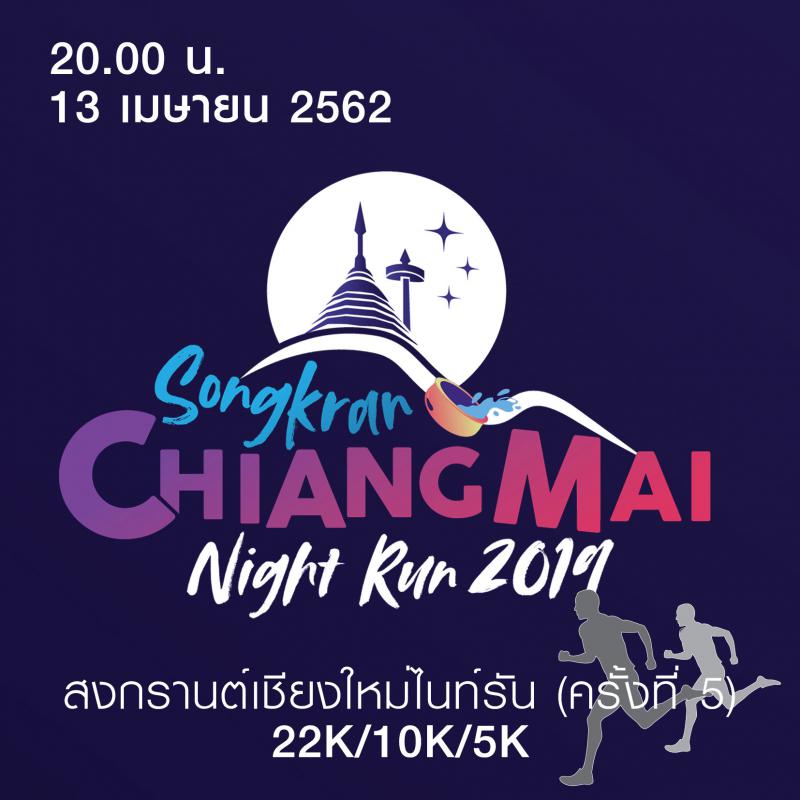 20.00 น.
13 เมษายน 2562
Songkran
CHIANG MAI
Night Run 2019
สงกรานต์เชียงใหม่ไนท์รัน (ครั้งที่ 5)
22K/10K/5K